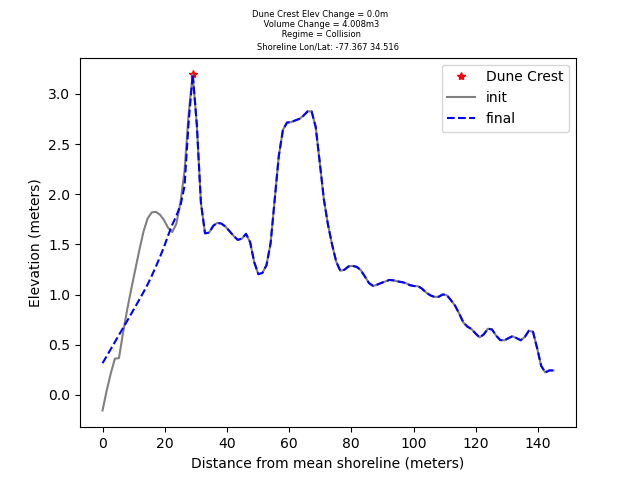 Dune Crest Elev Change = 0.0m
Volume Change = 4.008m3
Regime = Collision
Shoreline Lon/Lat: -77.367 34.516
Dune Crest
init
final
Elevation (meters)
3.0
2.5
2.0
1.5
1.0
0.5
0.0
0 20 40 60 80 100 120 140
Distance from mean shoreline (meters)